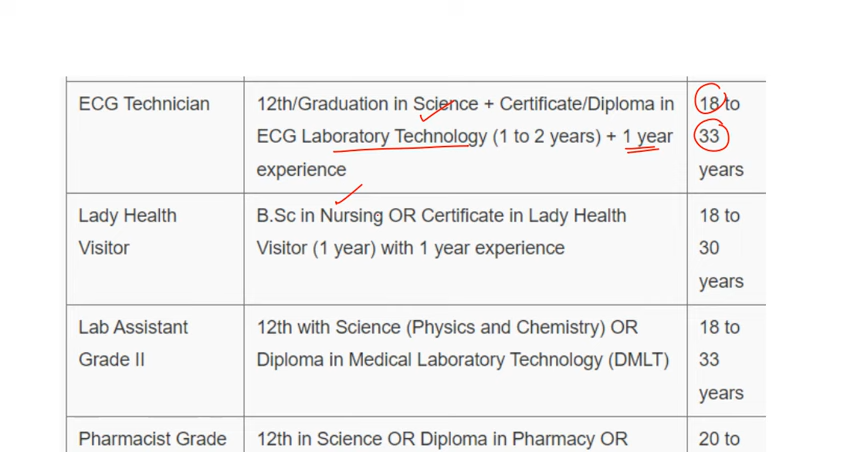 ECG Technician
12th/Graduation in Science + Certificate/Diploma in
ECG Laboratory Technology (1 to 2 years) + 1 year
experience
18 to
33
years
Lady Health
Visitor
B.Sc in Nursing OR Certificate in Lady Health
Visitor (1 year) with 1 year experience
18 to
30
years
Lab Assistant
Grade II
12th with Science (Physics and Chemistry) OR
Diploma in Medical Laboratory Technology (DMLT)
18 to
33
years
Pharmacist Grade
12th in Science OR Diploma in Pharmacy OR
20 to